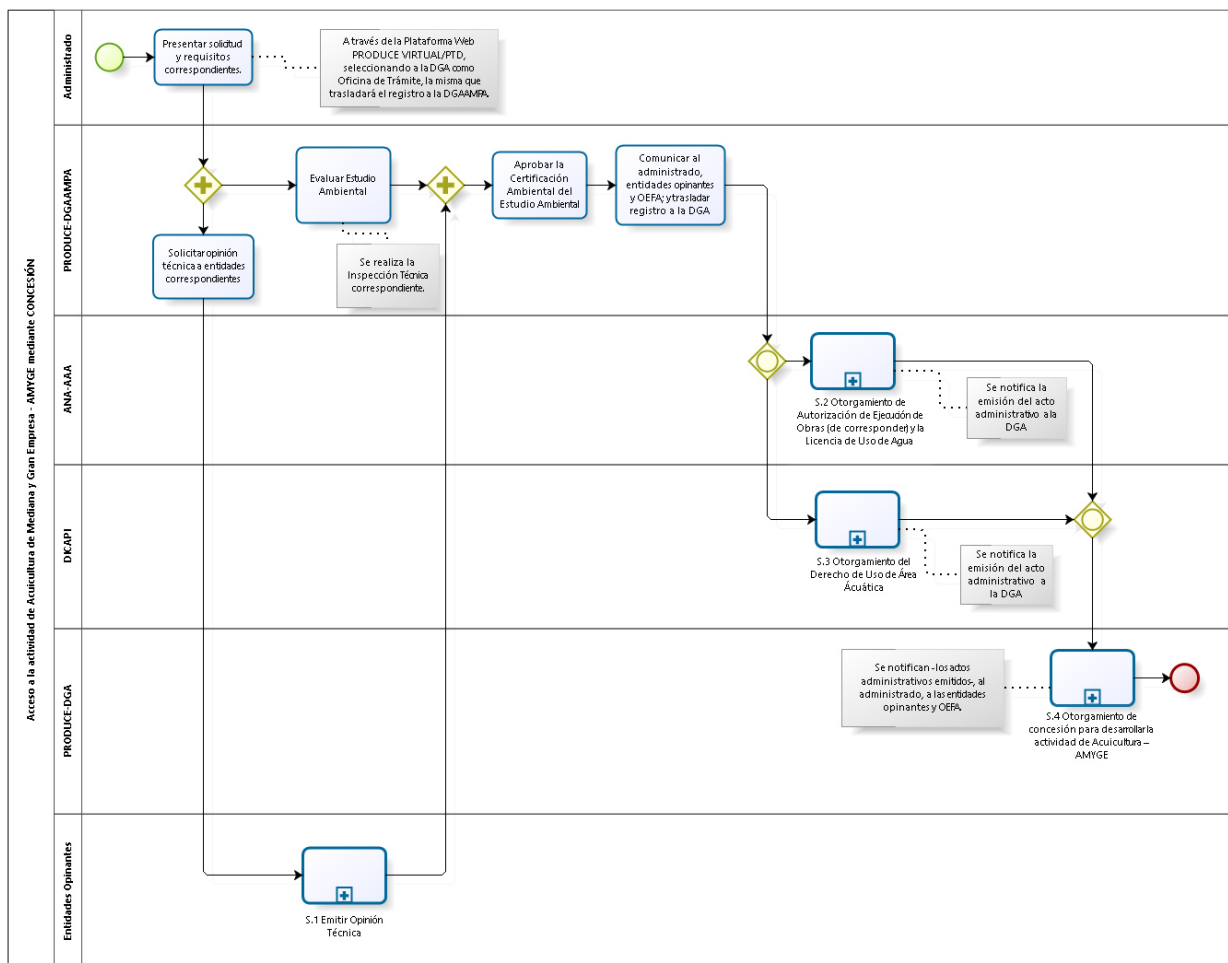 Acceso a la actividad de Acuicultura de Mediana y Gran Empresa - AMYGE mediante CONCESIÓN
Administrado
Presentar solicitud
y requisitos
correspondientes.
A través de la Plataforma Web
PRODUCE VIRTUAL/PTD,
seleccionando a la DGA como
Oficina de Trámite, la misma que
trasladará el registro a la DGAAMPA.
PRODUCE-DGAAMPA
Evaluar Estudio
Ambiental
Aprobar la
Certificación
Ambiental del
Estudio Ambiental
Comunicar al
administrado,
entidades opinantes
y OEFA; y trasladar
registro a la DGA
Solicitar opinión
técnica a entidades
correspondientes
Se realiza la
Inspección Técnica
correspondiente.
ANA-AAA
S.2 Otorgamiento de
Autorización de Ejecución de
Obras (de corresponder) y la
Licencia de Uso de Agua
Se notifica la
emisión del acto
administrativo a la
DGA
DICAPI
S.3 Otorgamiento del
Derecho de Uso de Área
Ácuática
Se notifica la
emisión del acto
administrativo a
la DGA
PRODUCE-DGA
Se notifican -los actos
administrativos emitidos-, al
administrado, a las entidades
opinantes y OEFA.
S.4 Otorgamiento de
concesión para desarrollar la
actividad de Acuicultura –
AMYGE
Entidades Opinantes
S.1 Emitir Opinión
Técnica